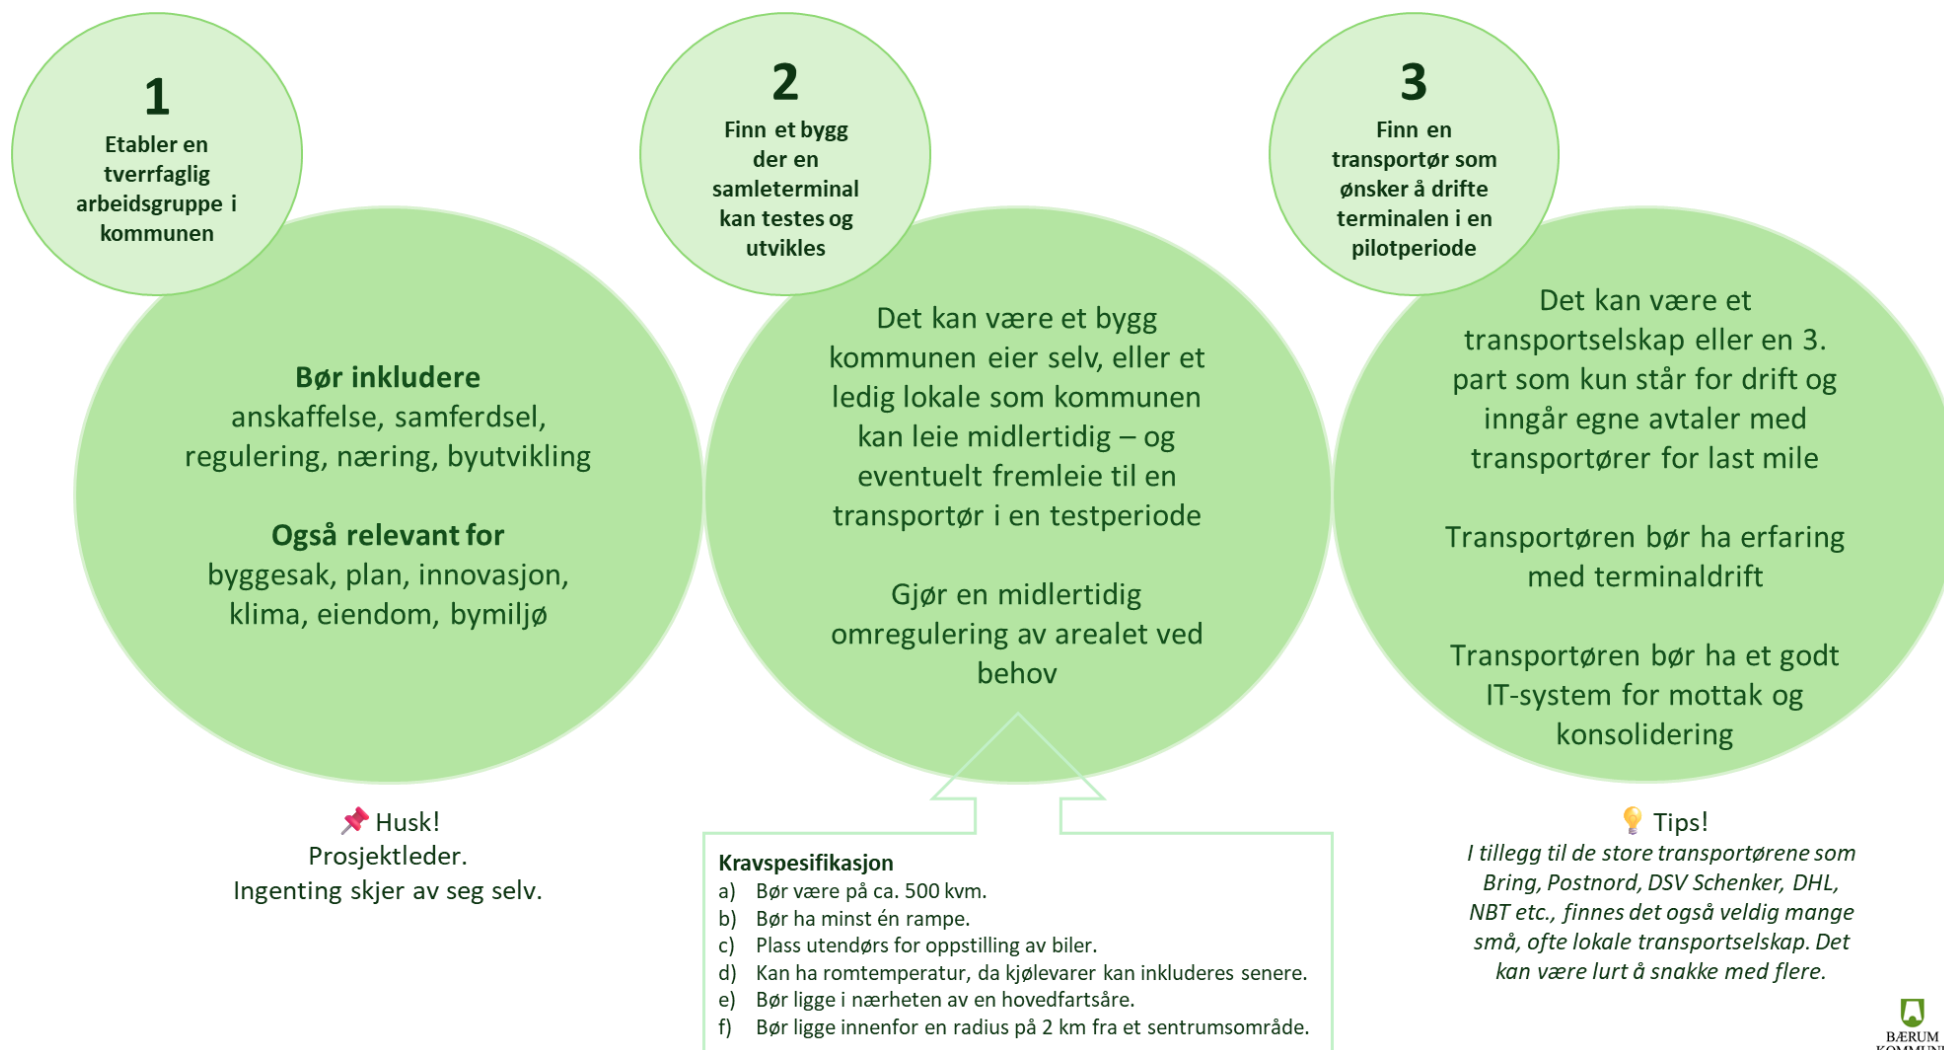 1
Etabler en
tverrfaglig
arbeidsgruppe i
kommunen
Bør inkludere
anskaffelse, samferdsel,
regulering, næring, byutvikling
Også relevant for
byggesak, plan, innovasjon,
klima, eiendom, bymiljø
📌 Husk!
Prosjektleder.
Ingenting skjer av seg selv.
2
Finn et bygg
der en
samleterminal
kan testes og
utvikles
Det kan være et bygg
kommunen eier selv, eller et
ledig lokale som kommunen
kan leie midlertidig – og
eventuelt fremleie til en
transportør i en testperiode
Gjør en midlertidig
omregulering av arealet ved
behov
Kravspesifikasjon
a) Bør være på ca. 500 kvm.
b) Bør ha minst én rampe.
c) Plass utendørs for oppstilling av biler.
d) Kan ha romtemperatur, da kjølevarer kan inkluderes senere.
e) Bør ligge i nærheten av en hovedfartsåre.
f) Bør ligge innenfor en radius på 2 km fra et sentrumsområde.
3
Finn en
transportør som
ønsker å drifte
terminalen i en
pilotperiode
Det kan være et
transportselskap eller en 3.
part som kun står for drift og
inngår egne avtaler med
transportører for last mile
Transportøren bør ha erfaring
med terminaldrift
Transportøren bør ha et godt
IT-system for mottak og
konsolidering
💡 Tips!
I tillegg til de store transportørene som
Bring, Postnord, DSV Schenker, DHL,
NBT etc., finnes det også veldig mange
små, ofte lokale transportselskap. Det
kan være lurt å snakke med flere.
BÆRUM
KOMMUNE